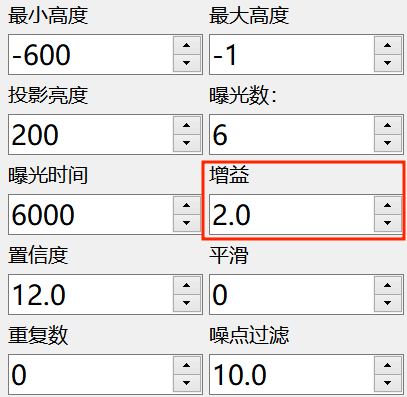 最小高度 最大高度
-600 -1
投影亮度 曝光数:
200 6
曝光时间 增益
6000 2.0
置信度 平滑
12.0 0
重复数 噪点过滤
0 10.0